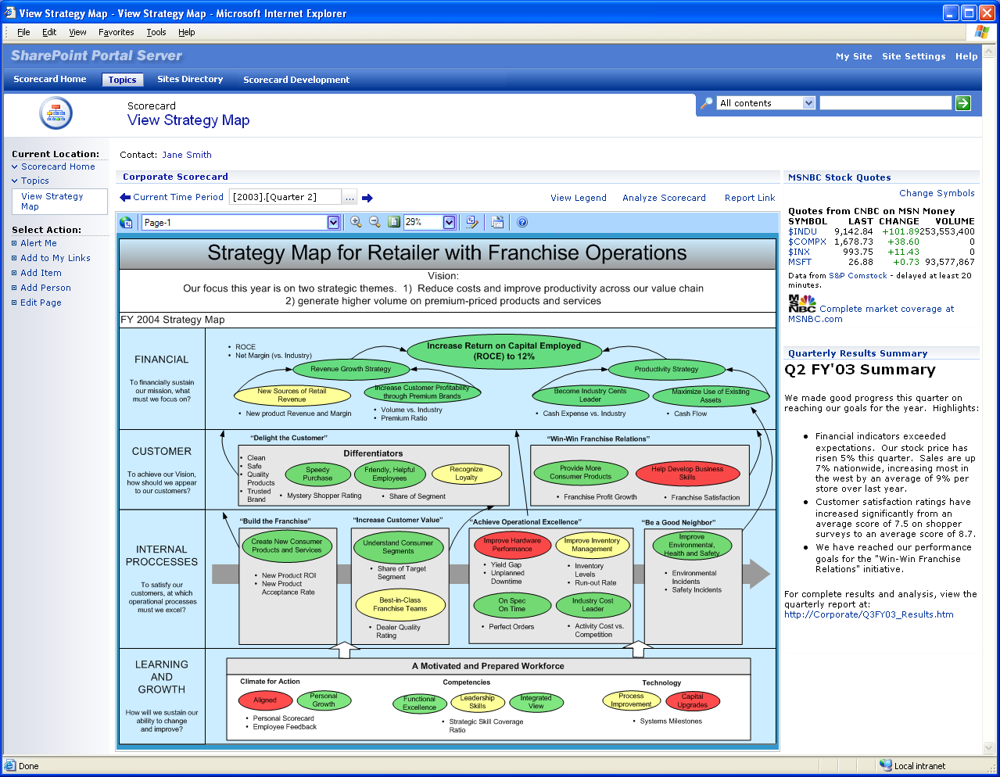 View Strategy Map - View Strategy Map - Microsoft Internet Explorer
File Edit View Favorites Tools Help
SharePoint Portal Server
My Site Site Settings Help
Scorecard Home Topics Sites Directory Scorecard Development
Scorecard
View Strategy Map
All contents
Current Location:
Scorecard Home
Topics
View Strategy
Map
Select Action:
Alert Me
Add to My Links
Add Item
Add Person
Edit Page
Contact: Jane Smith
Corporate Scorecard
Current Time Period [2003].[Quarter 2] ...
View Legend Analyze Scorecard Report Link
Page-1
29%
Strategy Map for Retailer with Franchise Operations
Vision:
Our focus this year is on two strategic themes. 1) Reduce costs and improve productivity across our value chain
2) generate higher volume on premium-priced products and services
FY 2004 Strategy Map
FINANCIAL
To financially sustain
our mission, what
must we focus on?
• ROCE
• Net Margin (vs. Industry)
Increase Return on Capital Employed
(ROCE) to 12%
Revenue Growth Strategy
Productivity Strategy
New Sources of Retail
Revenue
Increase Customer Profitability
through Premium Brands
Become Industry Cents
Leader
Maximize Use of Existing
Assets
• New product Revenue and Margin
• Volume vs. Industry
• Premium Ratio
• Cash Expense vs. Industry
• Cash Flow
CUSTOMER
To achieve our Vision,
how should we appear
to our customers?
"Delight the Customer"
• Clean
• Safe
• Quality
Products
• Trusted
Brand
Differentiators
Speedy
Purchase
Friendly, Helpful
Employees
Recognize
Loyalty
• Mystery Shopper Rating
• Share of Segment
"Win-Win Franchise Relations"
Provide More
Consumer Products
Help Develop Business
Skills
• Franchise Profit Growth
• Franchise Satisfaction
INTERNAL
PROCCESSES
To satisfy our
customers, at which
operational processes
must we excel?
"Build the Franchise"
Create New Consumer
Products and Services
• New Product ROI
• New Product
Acceptance Rate
"Increase Customer Value"
Understand Consumer
Segments
• Share of Target
Segment
Best-in-Class
Franchise Teams
• Dealer Quality
Rating
"Achieve Operational Excellence"
Improve Hardware
Performance
Improve Inventory
Management
• Yield Gap
• Unplanned
Downtime
• Inventory
Levels
• Run-out Rate
On Spec
On Time
Industry Cost
Leader
• Perfect Orders
• Activity Cost vs.
Competition
"Be a Good Neighbor"
Improve
Environmental,
Health and Safety
• Environmental
Incidents
• Safety Incidents
LEARNING
AND
GROWTH
How will we sustain our
ability to change
and improve?
A Motivated and Prepared Workforce
Climate for Action
Aligned
Personal
Growth
• Personal Scorecard
• Employee Feedback
Competencies
Functional
Excellence
Leadership
Skills
Integrated
View
• Strategic Skill Coverage
Ratio
Technology
Process
Improvement
Capital
Upgrades
• Systems Milestones
MSNBC Stock Quotes
Change Symbols
Quotes from CNBC on MSN Money
SYMBOL LAST CHANGE VOLUME
$INDU 9,142.84 +101.89 253,553,400
$COMPX 1,678.73 +38.60 0
$INX 993.75 +11.43 0
MSFT 26.88 +0.73 93,577,867
Data from S&P Comstock - delayed at least 20
minutes.
MSNBC Complete market coverage at
MSNBC.com
Quarterly Results Summary
Q2 FY'03 Summary
We made good progress this quarter on
reaching our goals for the year. Highlights:
• Financial indicators exceeded
expectations. Our stock price has
risen 5% this quarter. Sales are up
7% nationwide, increasing most in
the west by an average of 9% per
store over last year.
• Customer satisfaction ratings have
increased significantly from an
average score of 7.5 on shopper
surveys to an average score of 8.7.
• We have reached our performance
goals for the "Win-Win Franchise
Relations" initiative.
For complete results and analysis, view the
quarterly report at:
http://Corporate/Q3FY03_Results.htm
Done
Local intranet